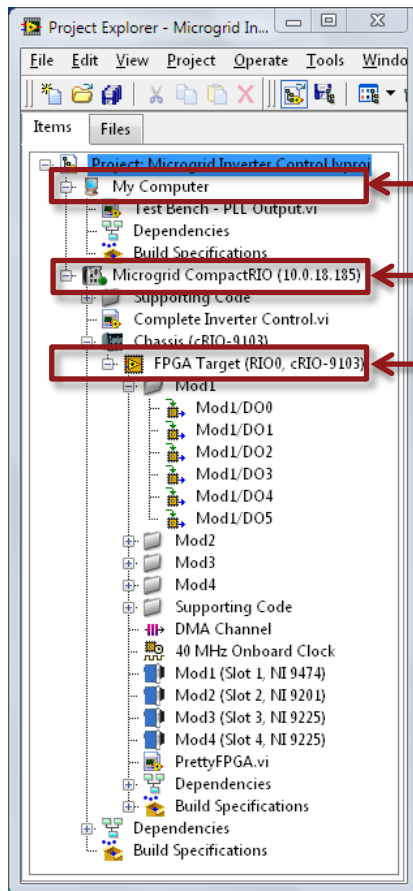 Project Explorer - Microgrid In...
File Edit View Project Operate Tools Windo
Items Files
Project: Microgrid Inverter Control.lvproj
My Computer
Test Bench - PLL Output.vi
Dependencies
Build Specifications
Microgrid CompactRIO (10.0.18.185)
Supporting Code
Complete Inverter Control.vi
Chassis (cRIO-9103)
FPGA Target (RIO0, cRIO-9103)
Mod1
Mod1/DO0
Mod1/DO1
Mod1/DO2
Mod1/DO3
Mod1/DO4
Mod1/DO5
Mod2
Mod3
Mod4
Supporting Code
DMA Channel
40 MHz Onboard Clock
Mod1 (Slot 1, NI 9474)
Mod2 (Slot 2, NI 9201)
Mod3 (Slot 3, NI 9225)
Mod4 (Slot 4, NI 9225)
PrettyFPGA.vi
Dependencies
Build Specifications
Dependencies
Build Specifications